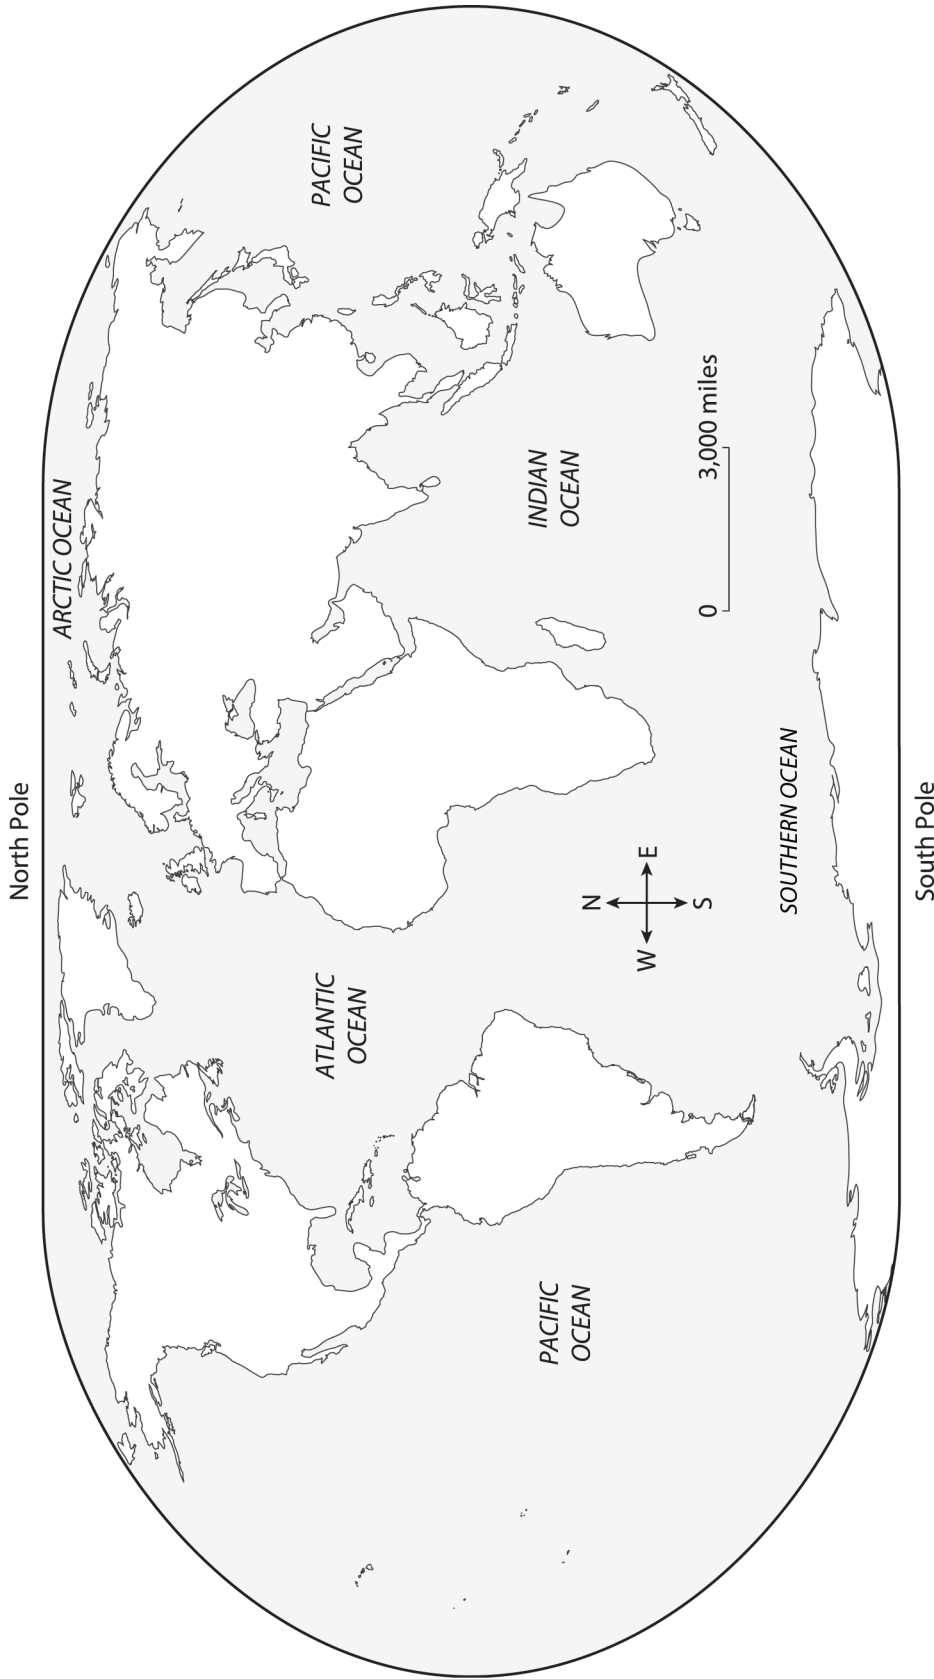 North Pole
ARCTIC OCEAN
PACIFIC
OCEAN
ATLANTIC
OCEAN
PACIFIC
OCEAN
INDIAN
OCEAN
N
W
E
S
0
3,000 miles
SOUTHERN OCEAN
South Pole